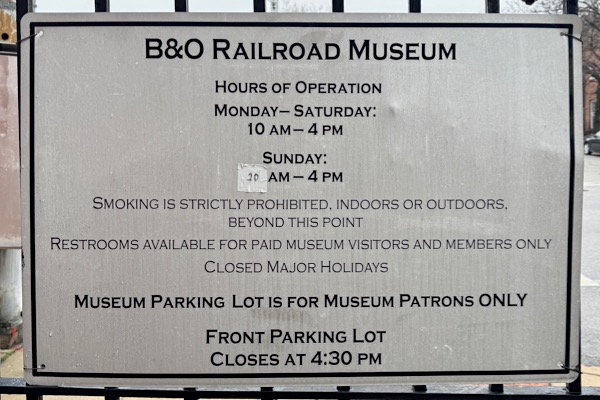 B&O Railroad Museum
Hours of Operation
Monday – Saturday:
10 am – 4 pm
Sunday:
10 am – 4 pm
Smoking is strictly prohibited, indoors or outdoors,
beyond this point
Restrooms available for paid museum visitors and members only
Closed Major Holidays
Museum Parking Lot is for Museum Patrons ONLY
Front Parking Lot
Closes at 4:30 pm